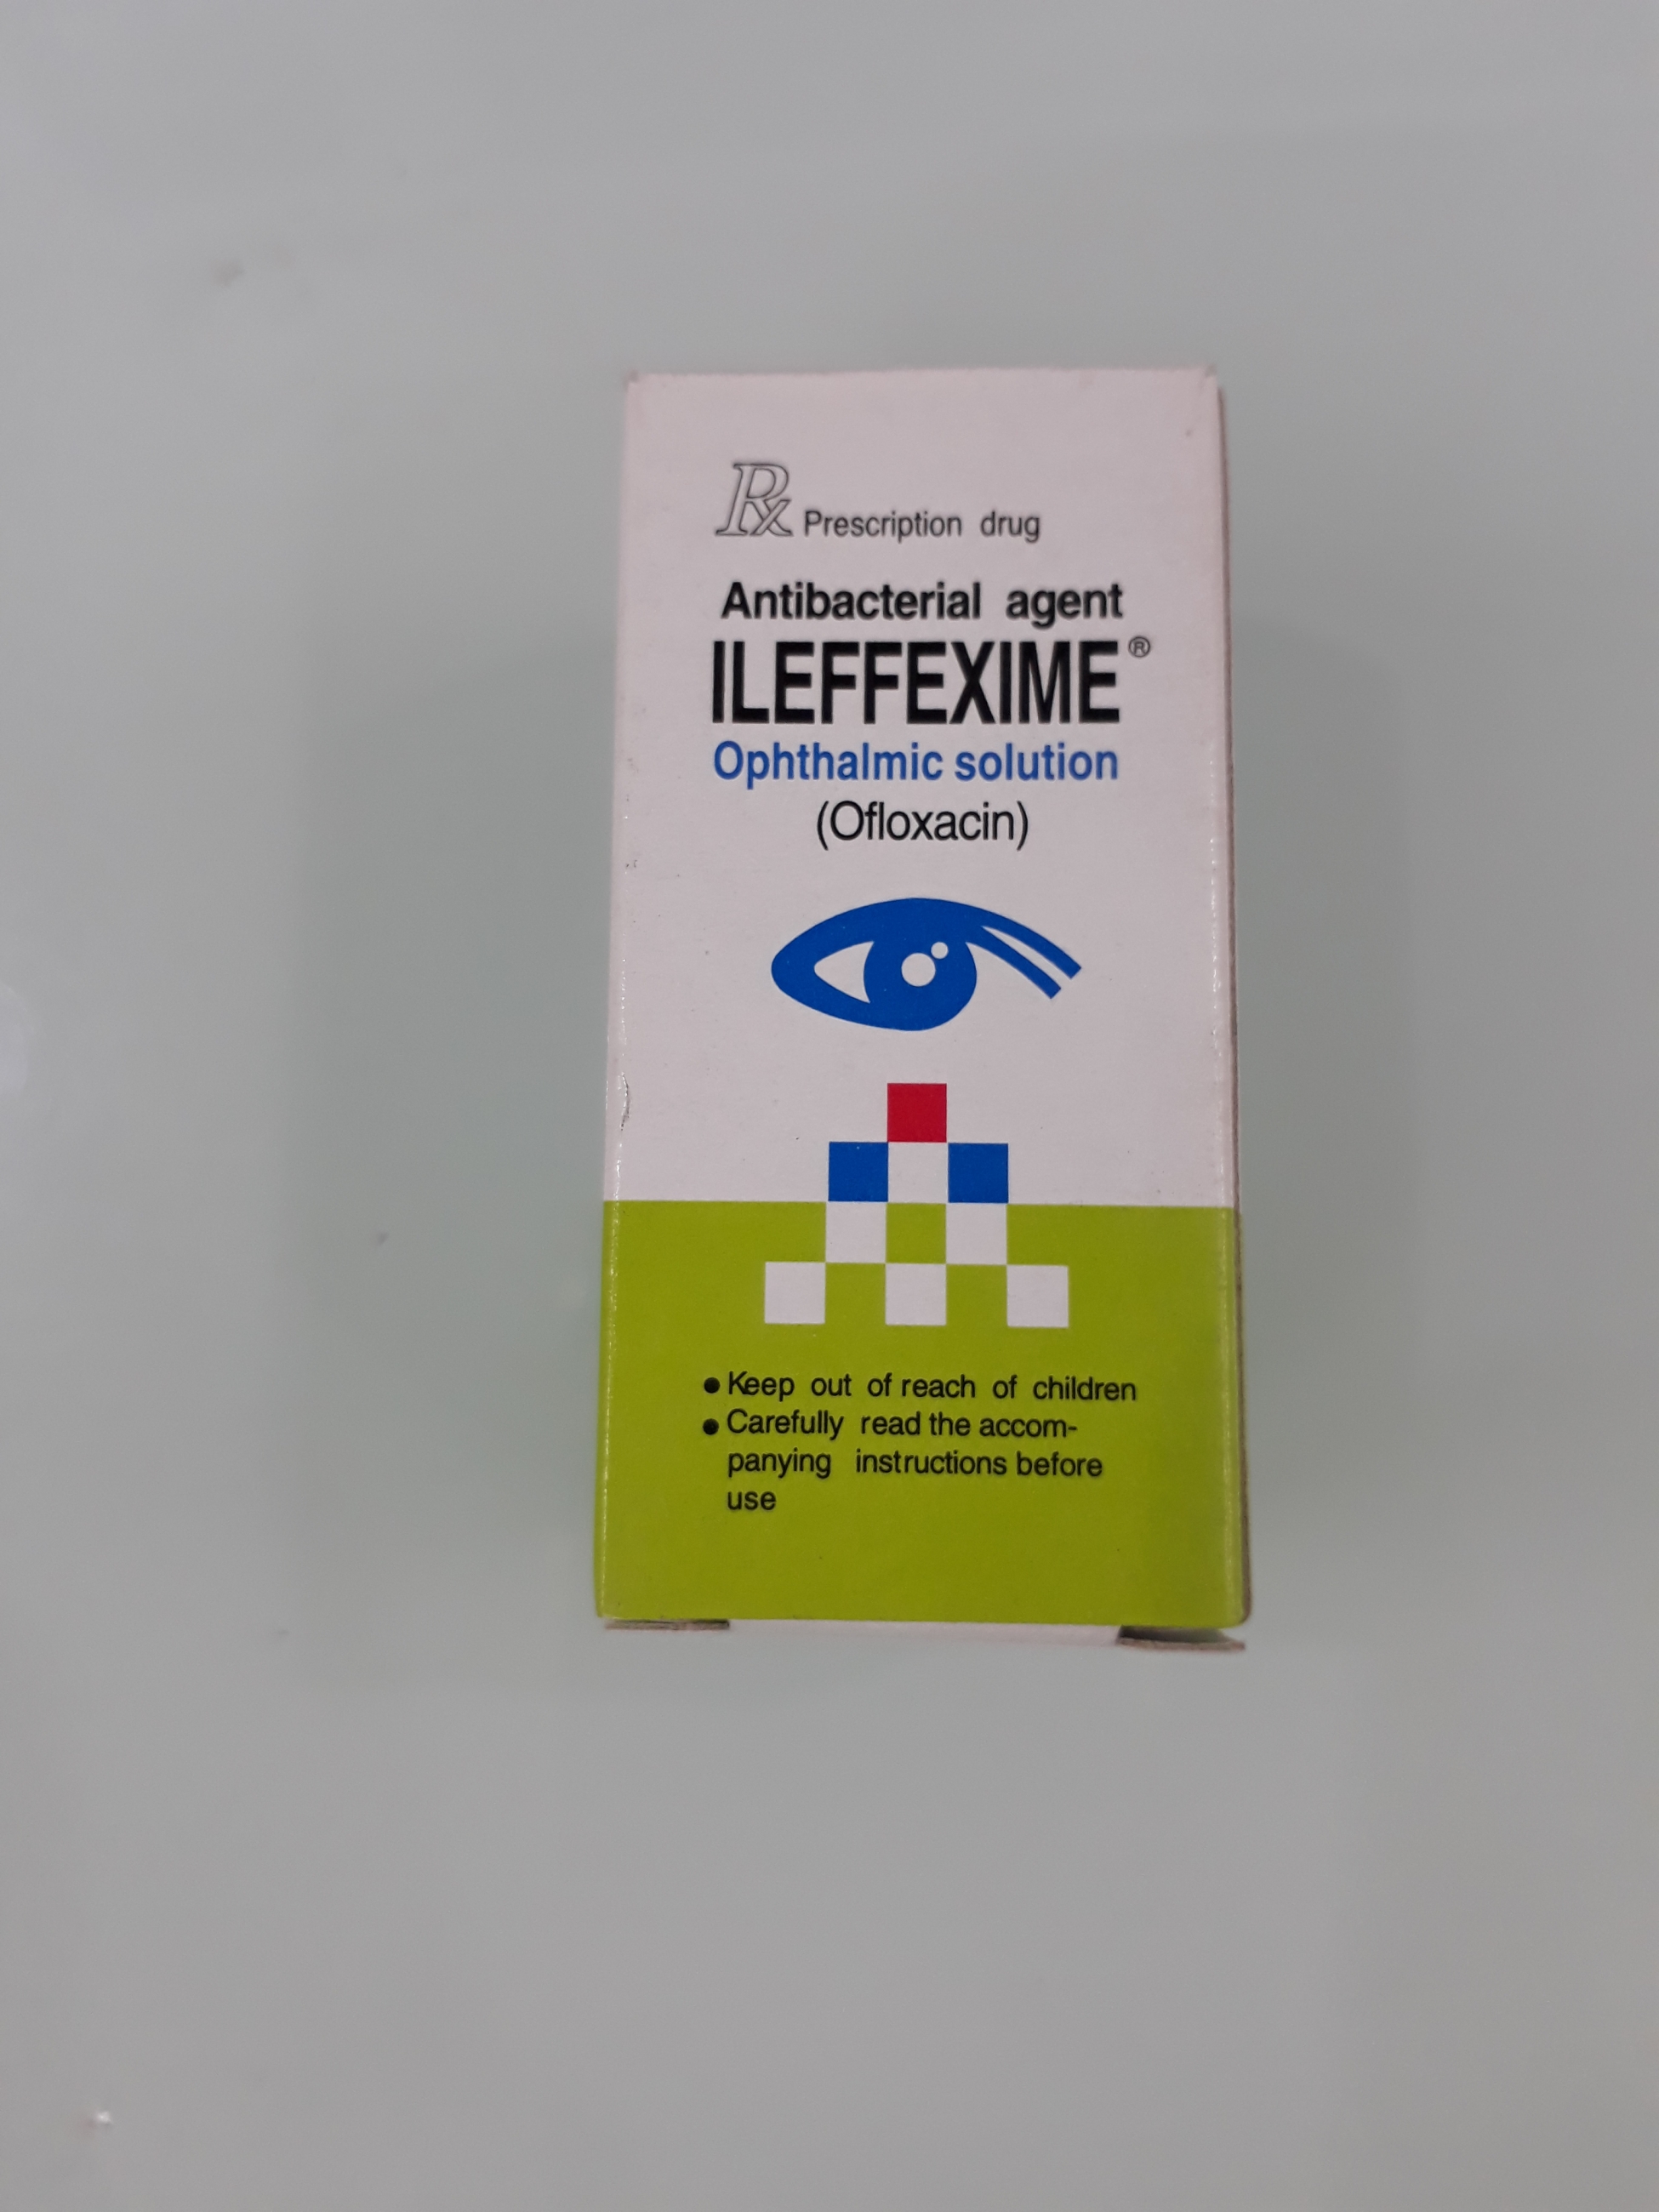 Rx Prescription drug
Antibacterial agent
ILEFFEXIME®
Ophthalmic solution
(Ofloxacin)
• Keep out of reach of children
• Carefully read the accom-
panying instructions before
use